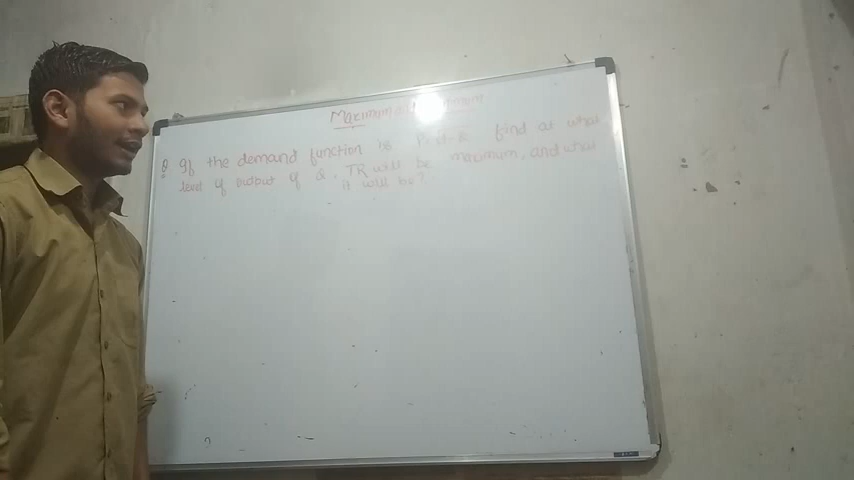 Maximum
Q If the demand function is find at what
level of output of Q, TR will be maximum, and what
it will be?